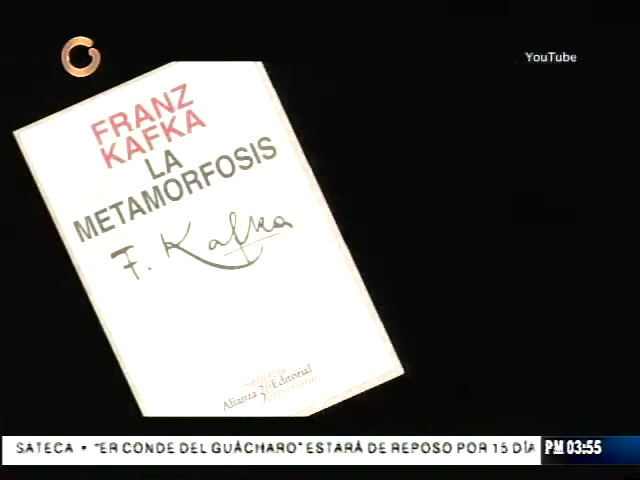 YouTube
FRANZ
KAFKA
LA
METAMORFOSIS
F. Kafka
Alianza Editorial
SATECA • "ER CONDE DEL GUÁCHARO" ESTARÁ DE REPOSO POR 15 DÍA
PM 03:55